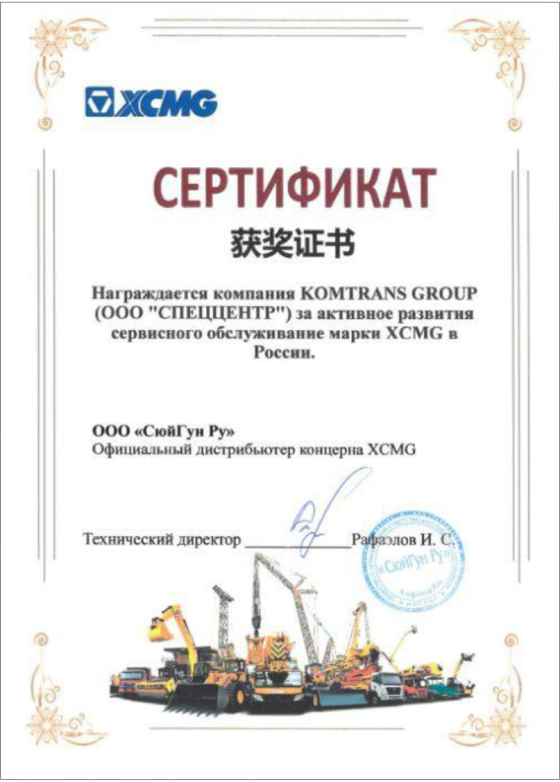 XCMG
СЕРТИФИКАТ
获奖证书
Награждается компания KOMTRANS GROUP
(ООО "СПЕЦЦЕНТР") за активное развития
сервисного обслуживание марки XCMG в
России.
ООО «СюйГун Ру»
Официальный дистрибьютер концерна XCMG
Технический директор ____________ Рафаэлов И. С.
«СюйГун Ру»